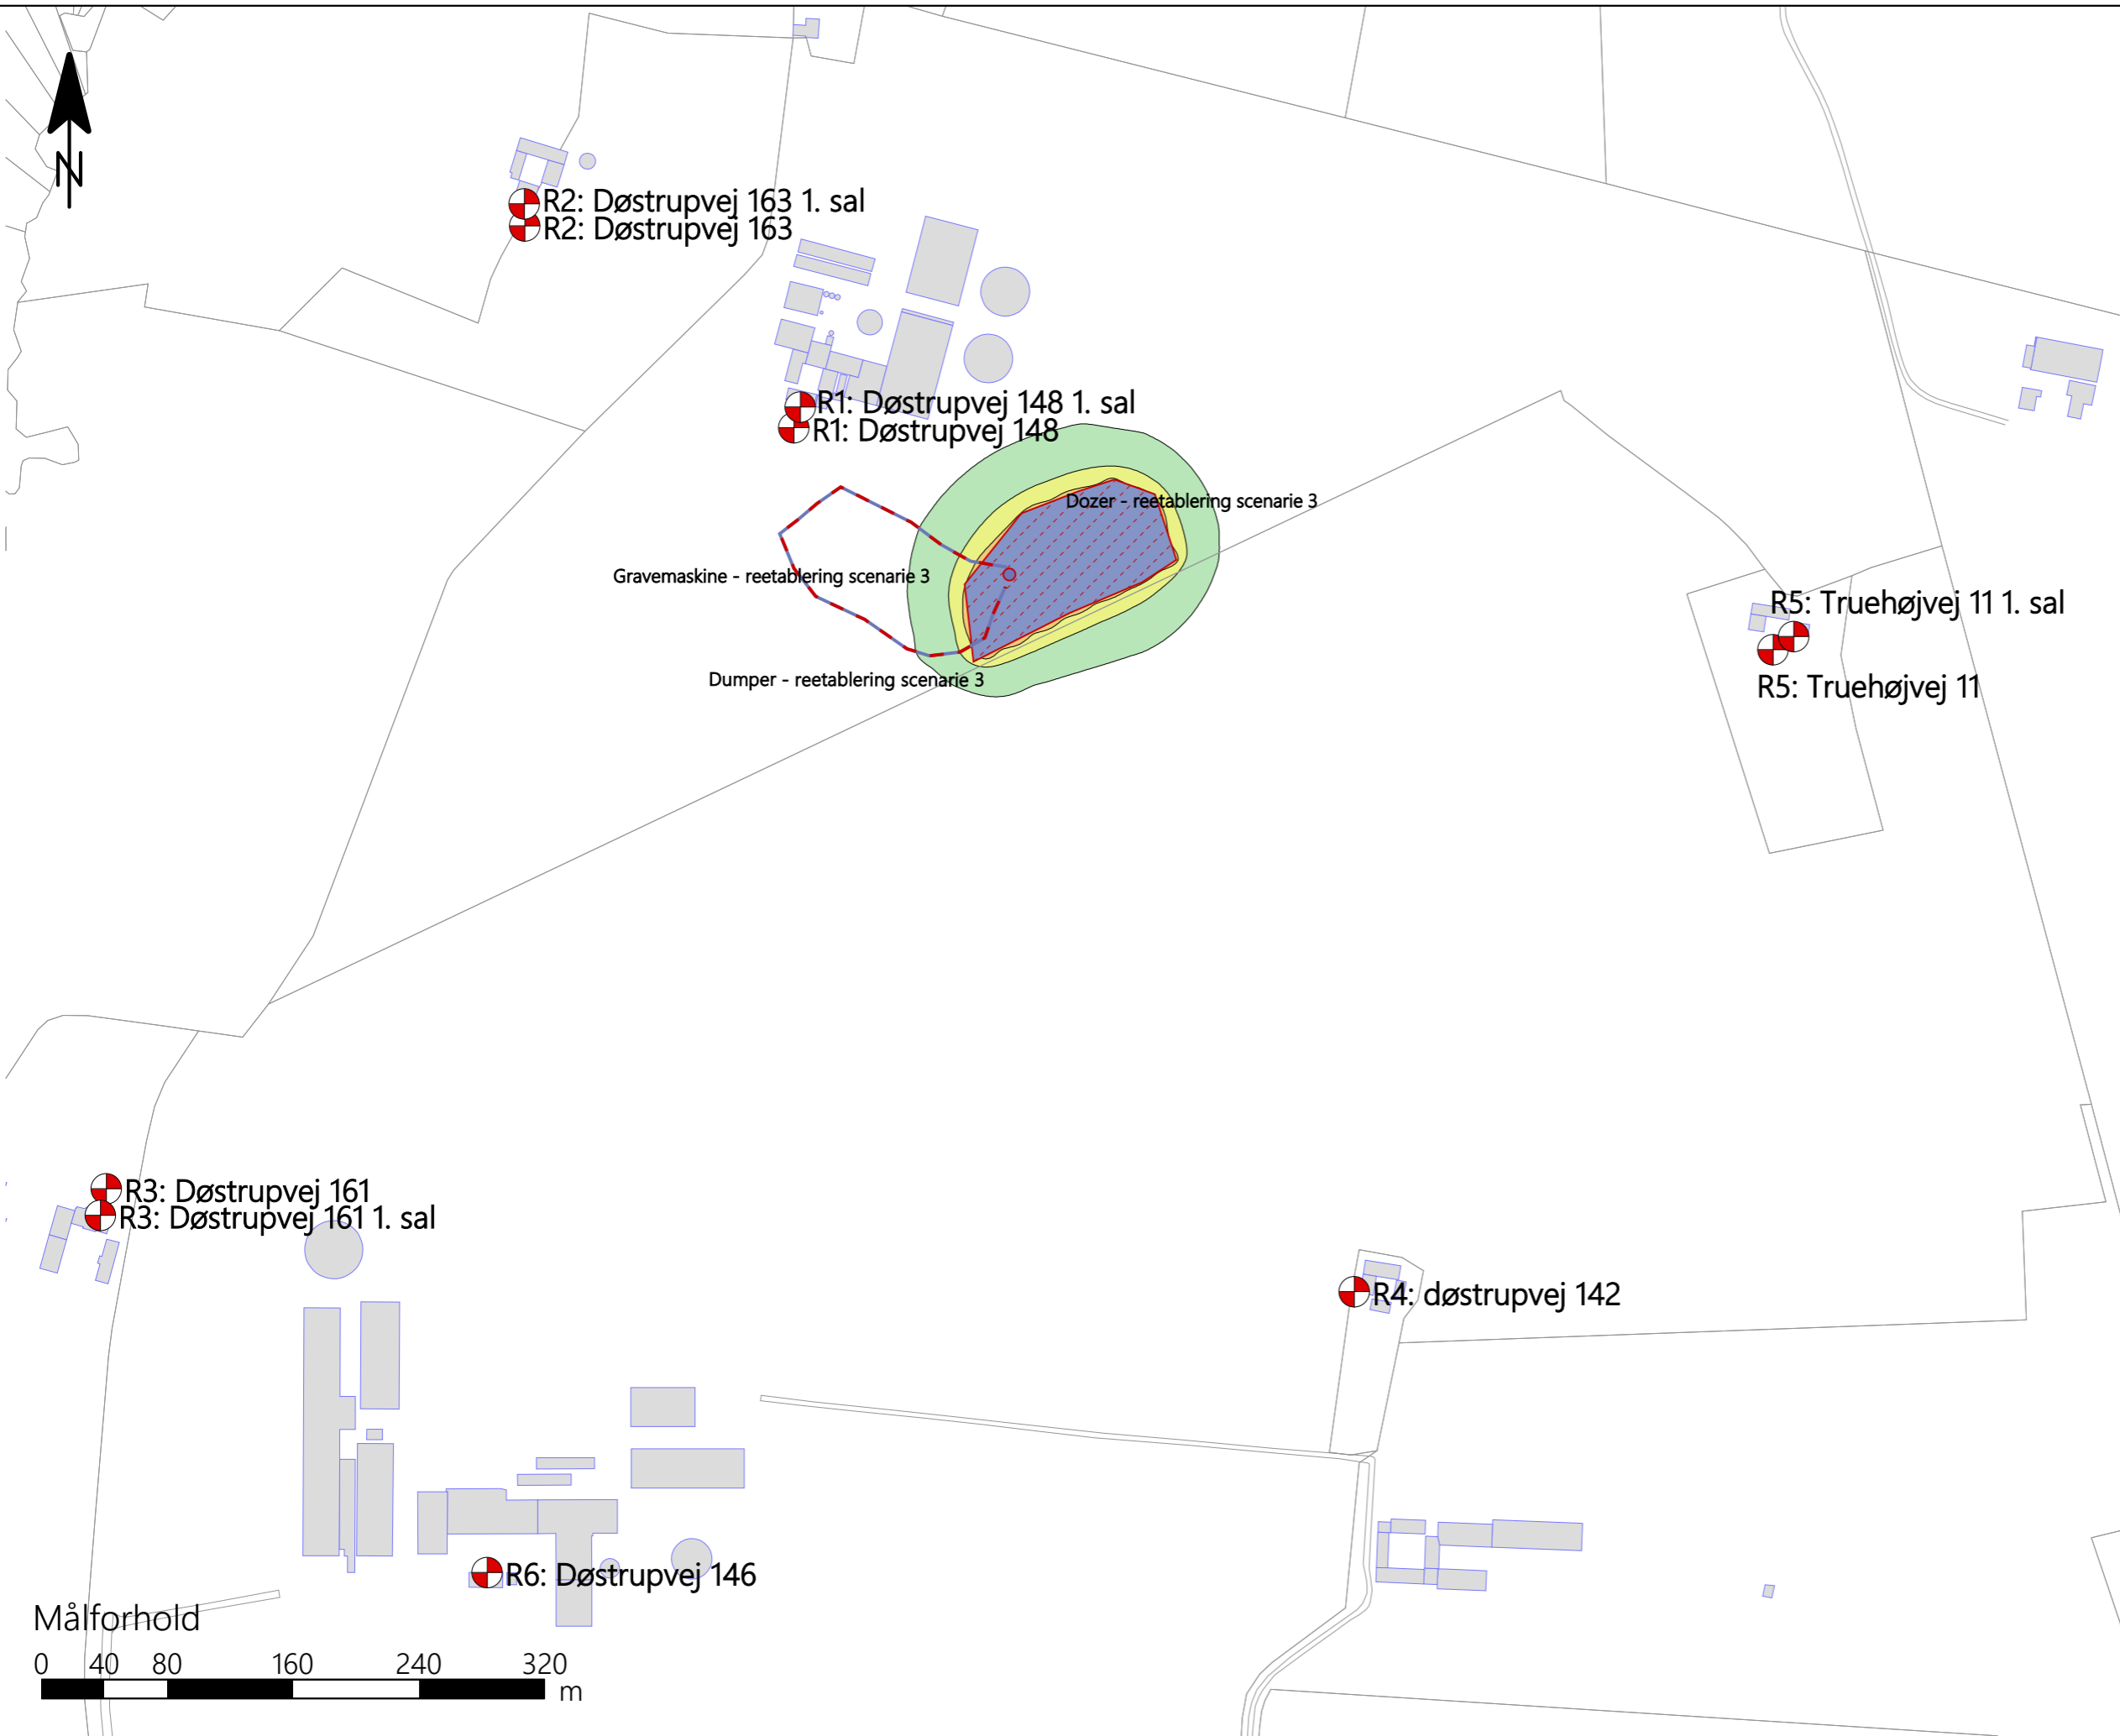 N
R2: Døstrupvej 163 1. sal
R2: Døstrupvej 163
R1: Døstrupvej 148 1. sal
R1: Døstrupvej 148
Dozer - reetablering scenarie 3
Gravemaskine - reetablering scenarie 3
Dumper - reetablering scenarie 3
R5: Truehøjvej 11 1. sal
R5: Truehøjvej 11
R3: Døstrupvej 161
R3: Døstrupvej 161 1. sal
R4: døstrupvej 142
R6: Døstrupvej 146
Målforhold
0 40 80 160 240 320
m